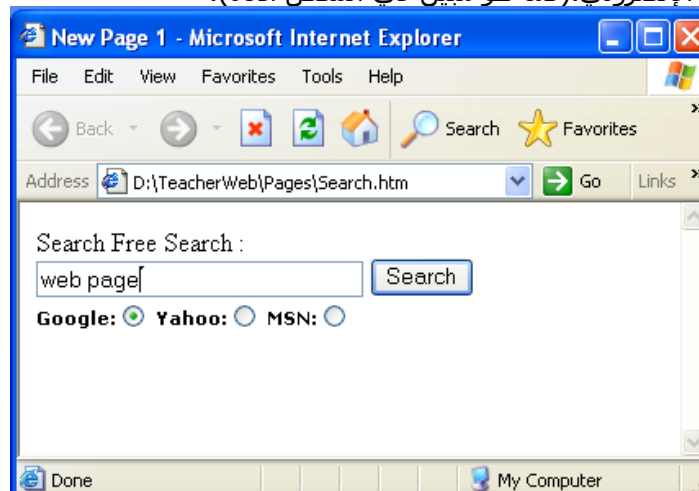 New Page 1 - Microsoft Internet Explorer
File Edit View Favorites Tools Help
Back Search Favorites »
Address D:\TeacherWeb\Pages\Search.htm Go Links »
Search Free Search :
web page Search
Google: Yahoo: MSN:
Done My Computer